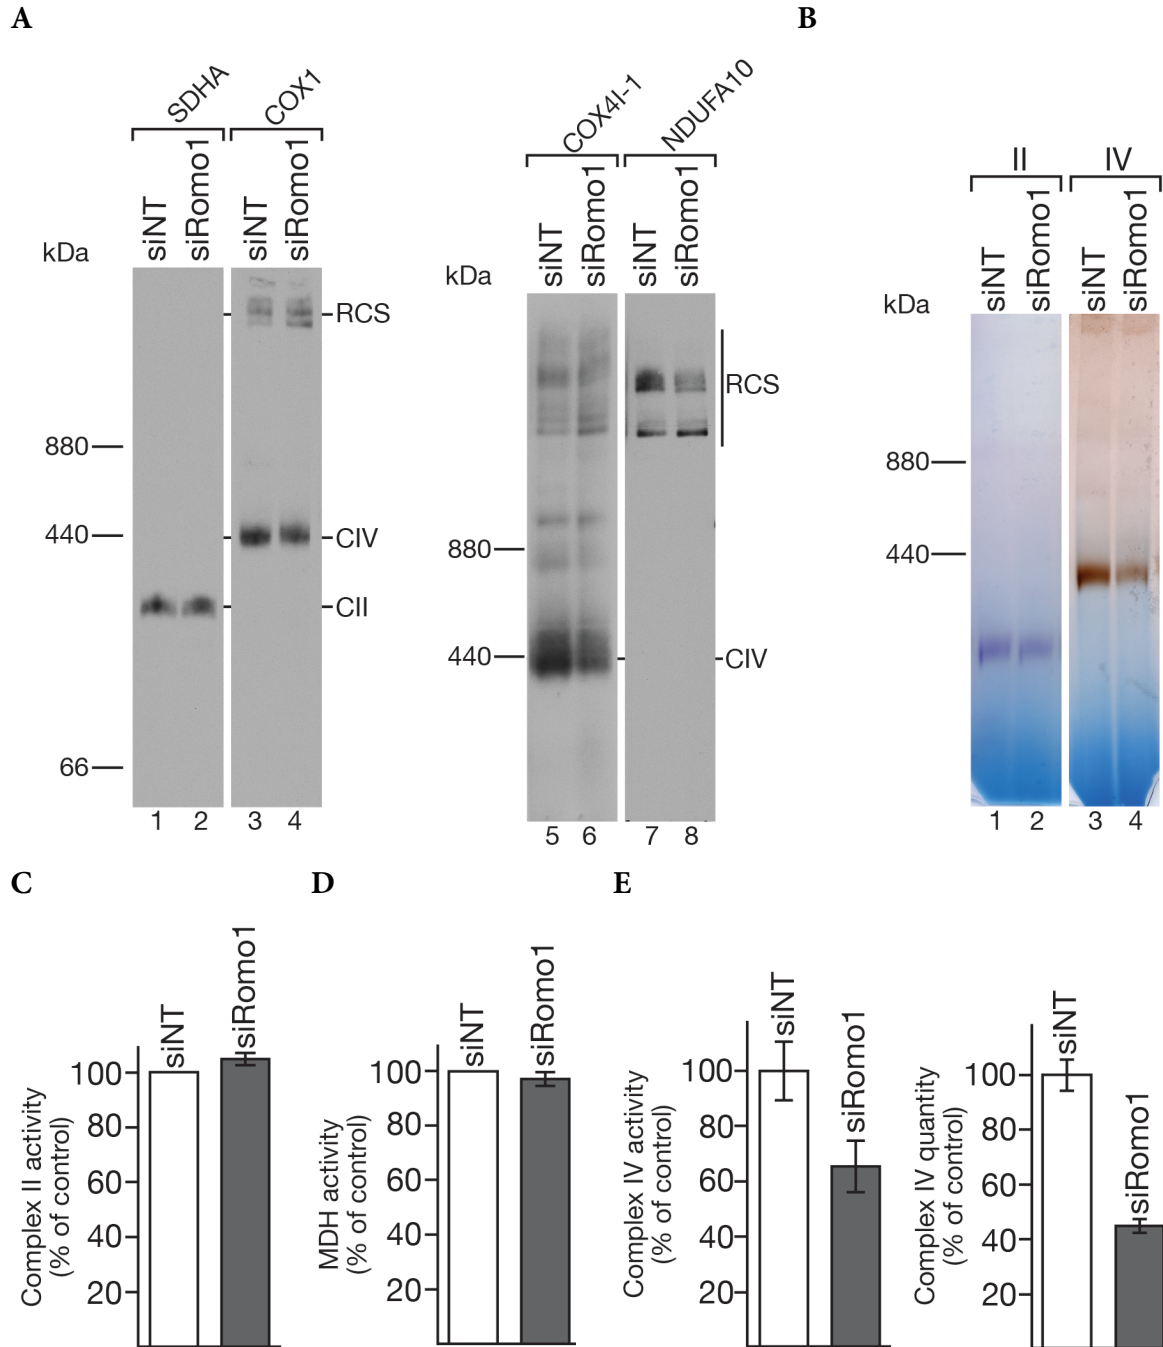 A
B
SDHA
COX1
siNT
siRomo1
siNT
siRomo1
kDa
RCS
880
440
CIV
CII
66
1 2 3 4
COX4I-1
NDUFA10
siNT
siRomo1
siNT
siRomo1
kDa
RCS
880
440
CIV
5 6 7 8
II
IV
siNT
siRomo1
siNT
siRomo1
kDa
880
440
1 2 3 4
C
D
E
Complex II activity
(% of control)
100
80
60
40
20
siNT
siRomo1
MDH activity
(% of control)
100
80
60
40
20
siNT
siRomo1
Complex IV activity
(% of control)
100
80
60
40
20
siNT
siRomo1
Complex IV quantity
(% of control)
100
80
60
40
20
siNT
siRomo1